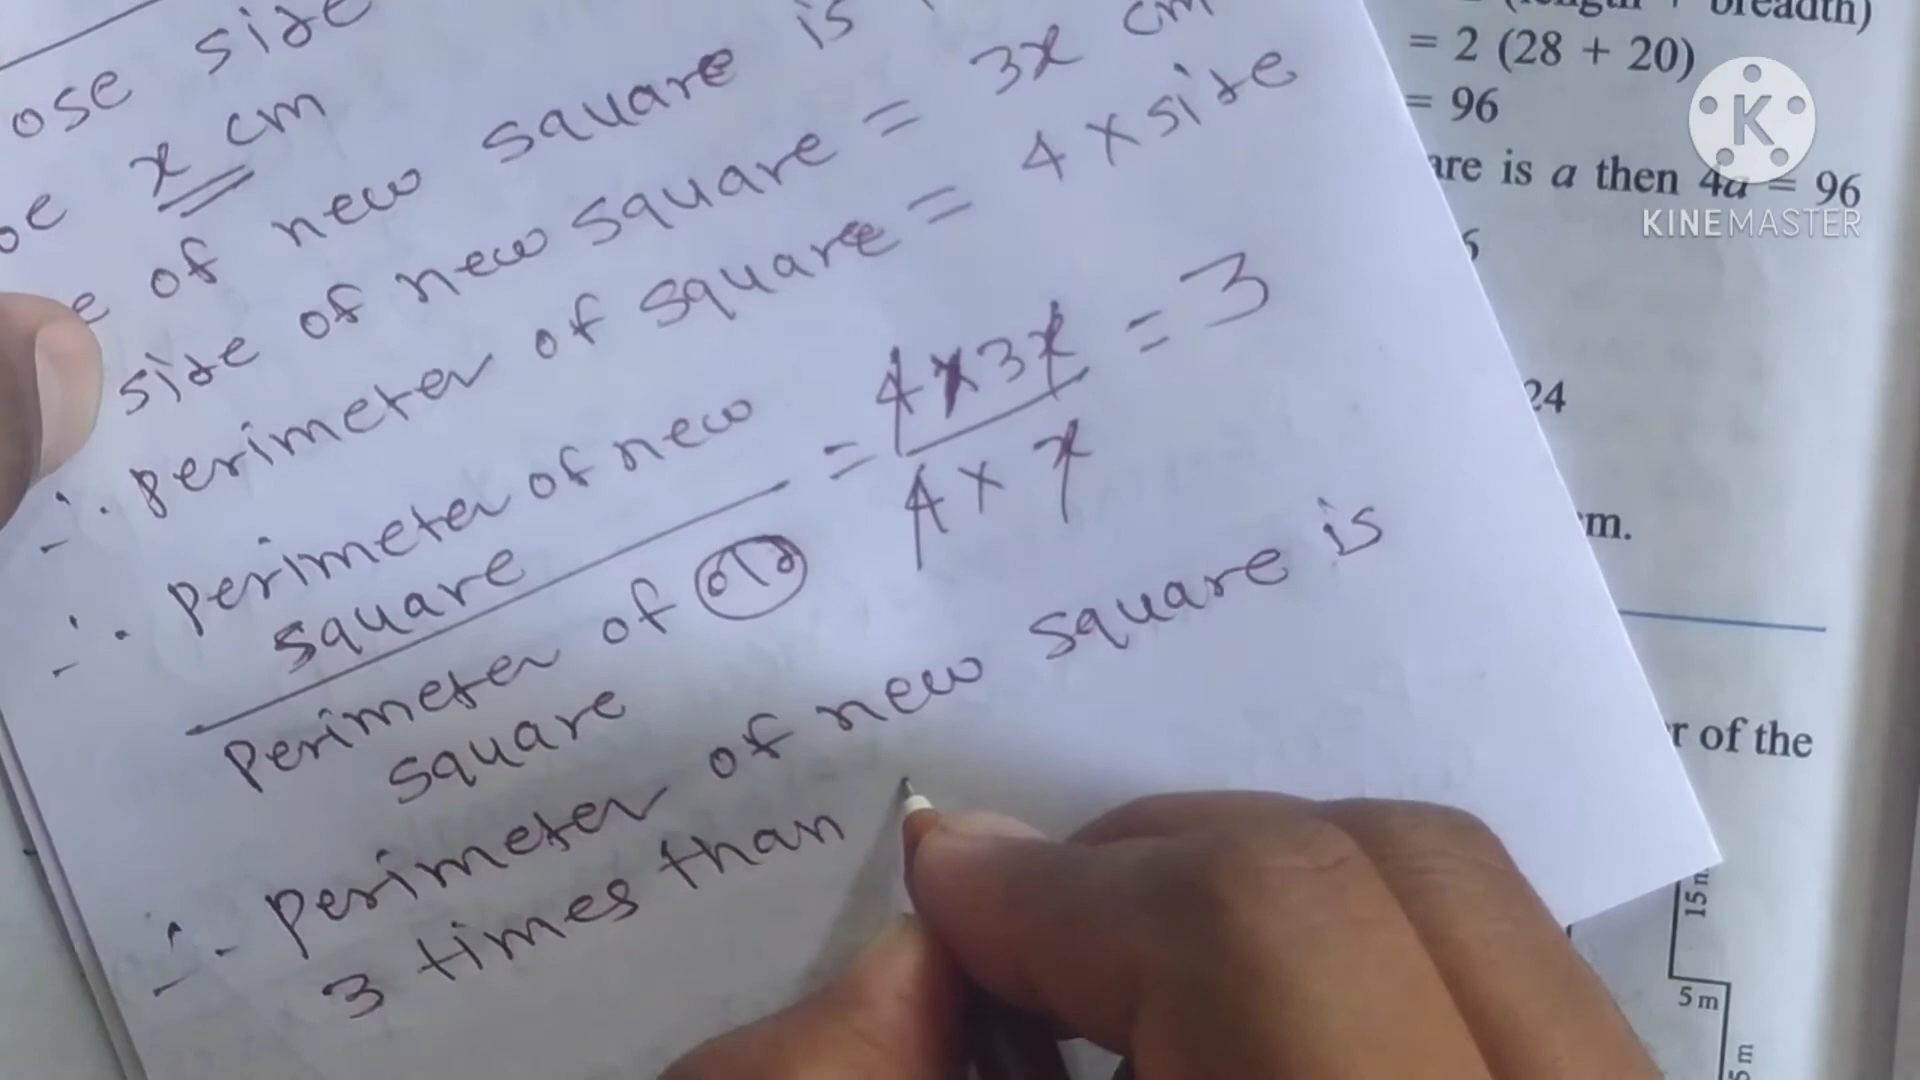 ose side
be x cm
e of new square is
side of new square = 3x cm
∴ perimeter of square = 4 × side
∴ Perimeter of new
square
= 4×3x = 3
4 × x
Perimeter of
square
∴ Perimeter of new square is
3 times than
(length + breadth)
= 2 (28 + 20)
= 96
are is a then 4a = 96
24
m.
r of the
15 m
5 m
5 m
K
KINEMASTER